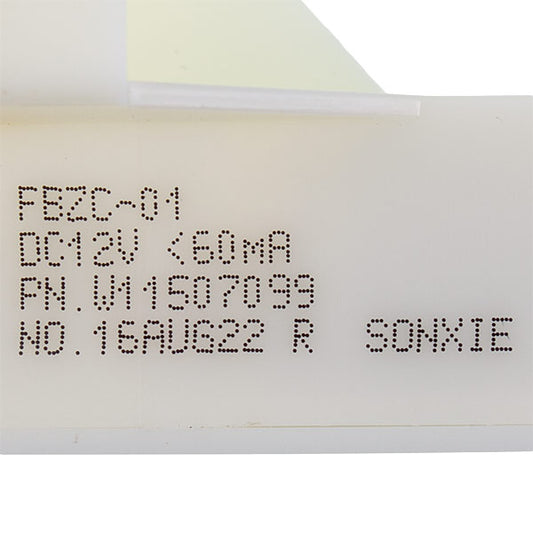 FBZC-01
DC12V <60mA
PN.W11507099
NO.16AUG22 R SONXIE